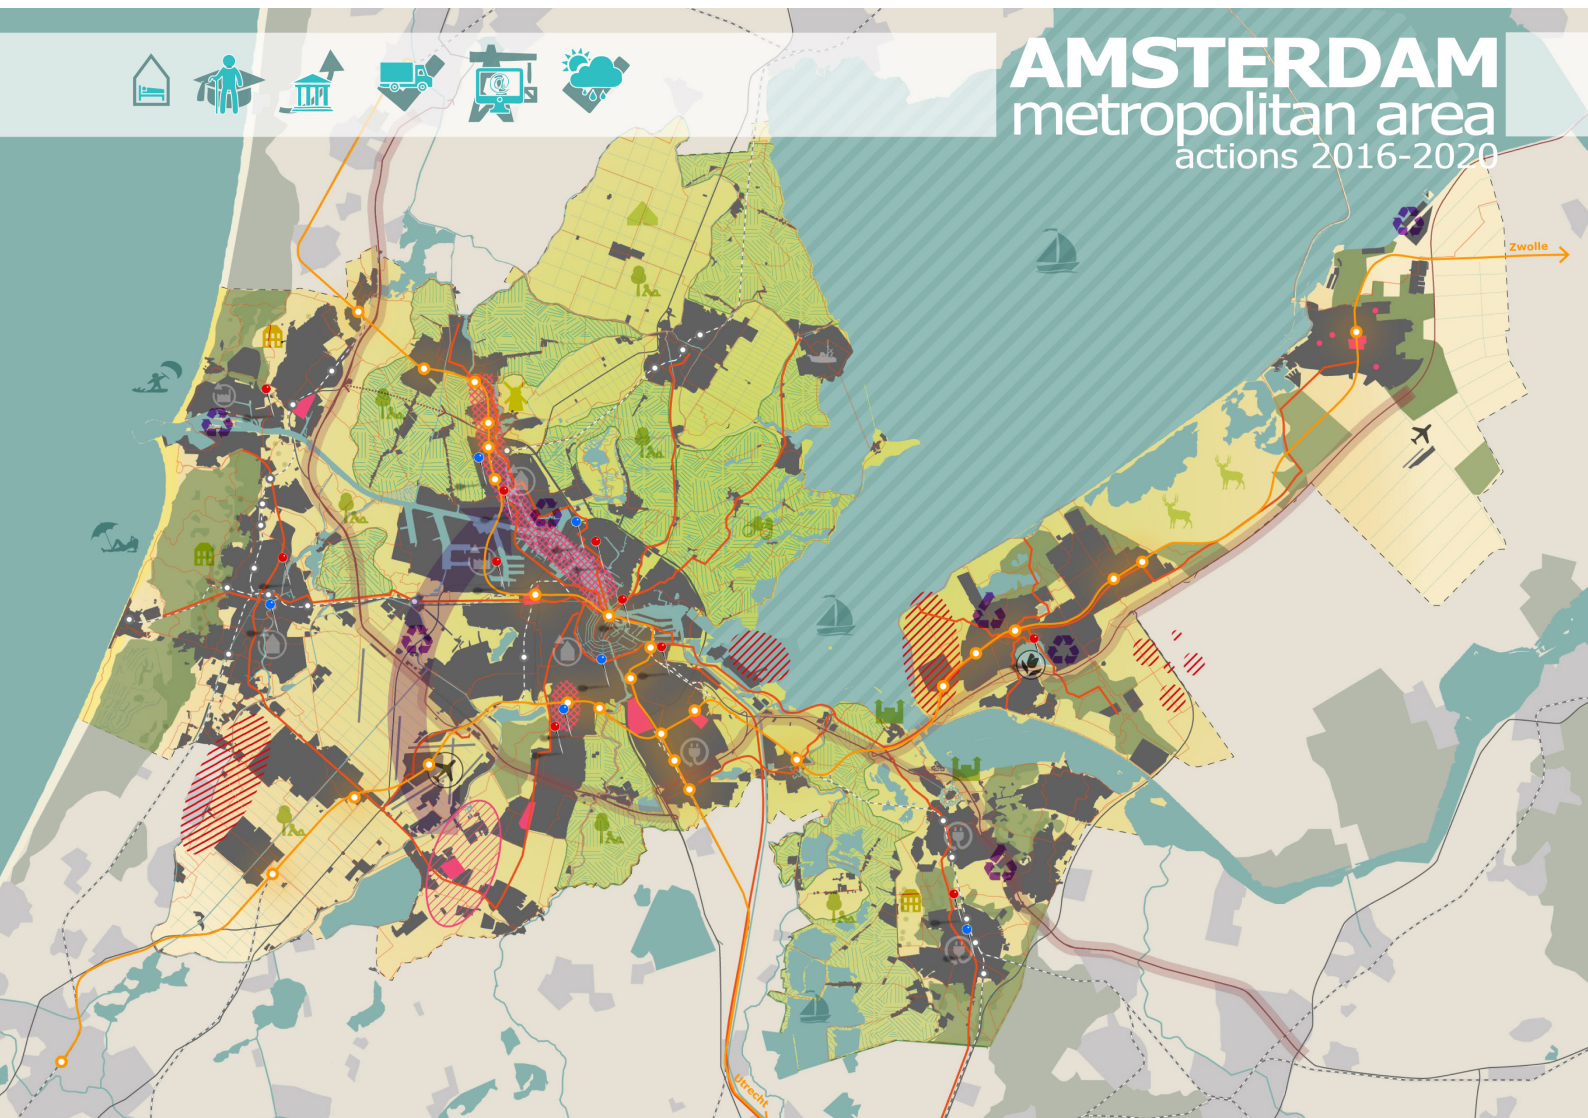 AMSTERDAM
metropolitan area
actions 2016-2020
@
Zwolle
Utrecht